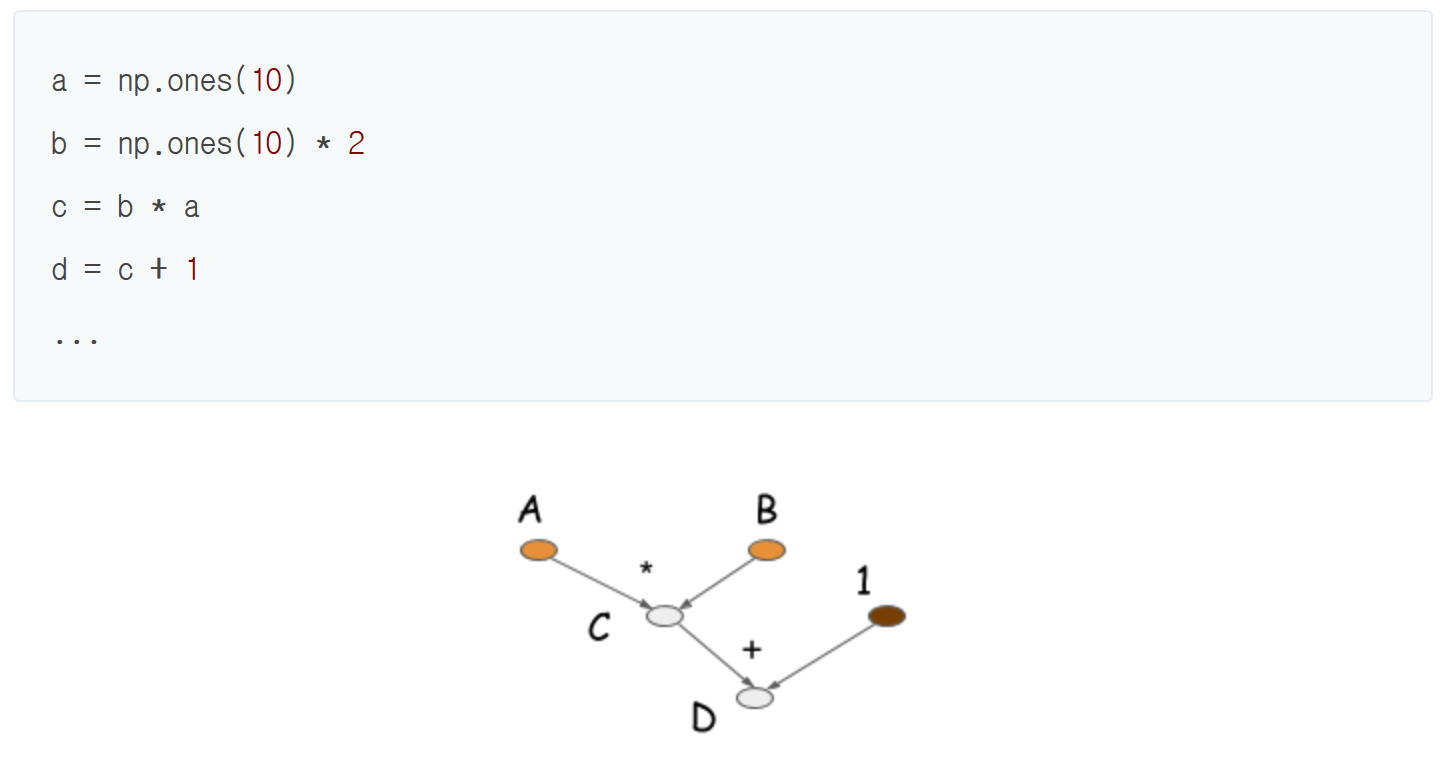 a = np.ones(10)
b = np.ones(10) * 2
c = b * a
d = c + 1
...
A B
*
1
C
+
D